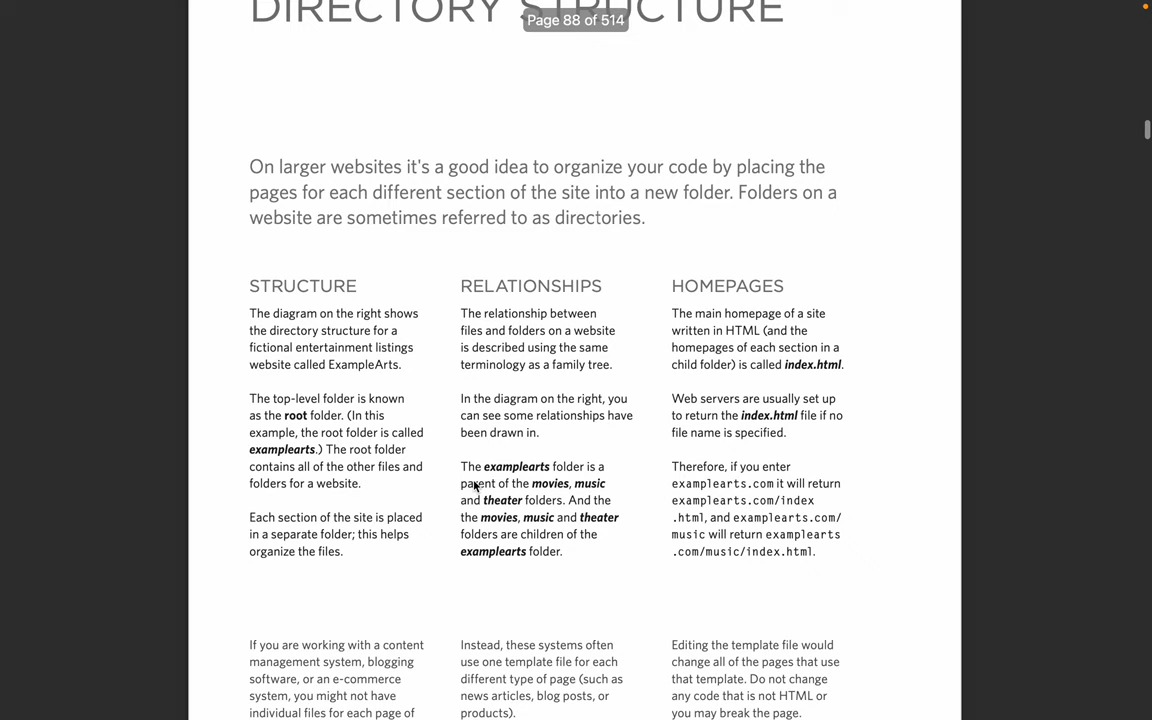 DIRECTORY STRUCTURE
Page 88 of 514
On larger websites it's a good idea to organize your code by placing the
pages for each different section of the site into a new folder. Folders on a
website are sometimes referred to as directories.
STRUCTURE
The diagram on the right shows
the directory structure for a
fictional entertainment listings
website called ExampleArts.
The top-level folder is known
as the root folder. (In this
example, the root folder is called
examplearts.) The root folder
contains all of the other files and
folders for a website.
Each section of the site is placed
in a separate folder; this helps
organize the files.
RELATIONSHIPS
The relationship between
files and folders on a website
is described using the same
terminology as a family tree.
In the diagram on the right, you
can see some relationships have
been drawn in.
The examplearts folder is a
parent of the movies, music
and theater folders. And the
the movies, music and theater
folders are children of the
examplearts folder.
HOMEPAGES
The main homepage of a site
written in HTML (and the
homepages of each section in a
child folder) is called index.html.
Web servers are usually set up
to return the index.html file if no
file name is specified.
Therefore, if you enter
examplearts.com it will return
examplearts.com/index
.html, and examplearts.com/
music will return examplearts
.com/music/index.html.
If you are working with a content
management system, blogging
software, or an e-commerce
system, you might not have
individual files for each page of
Instead, these systems often
use one template file for each
different type of page (such as
news articles, blog posts, or
products).
Editing the template file would
change all of the pages that use
that template. Do not change
any code that is not HTML or
you may break the page.